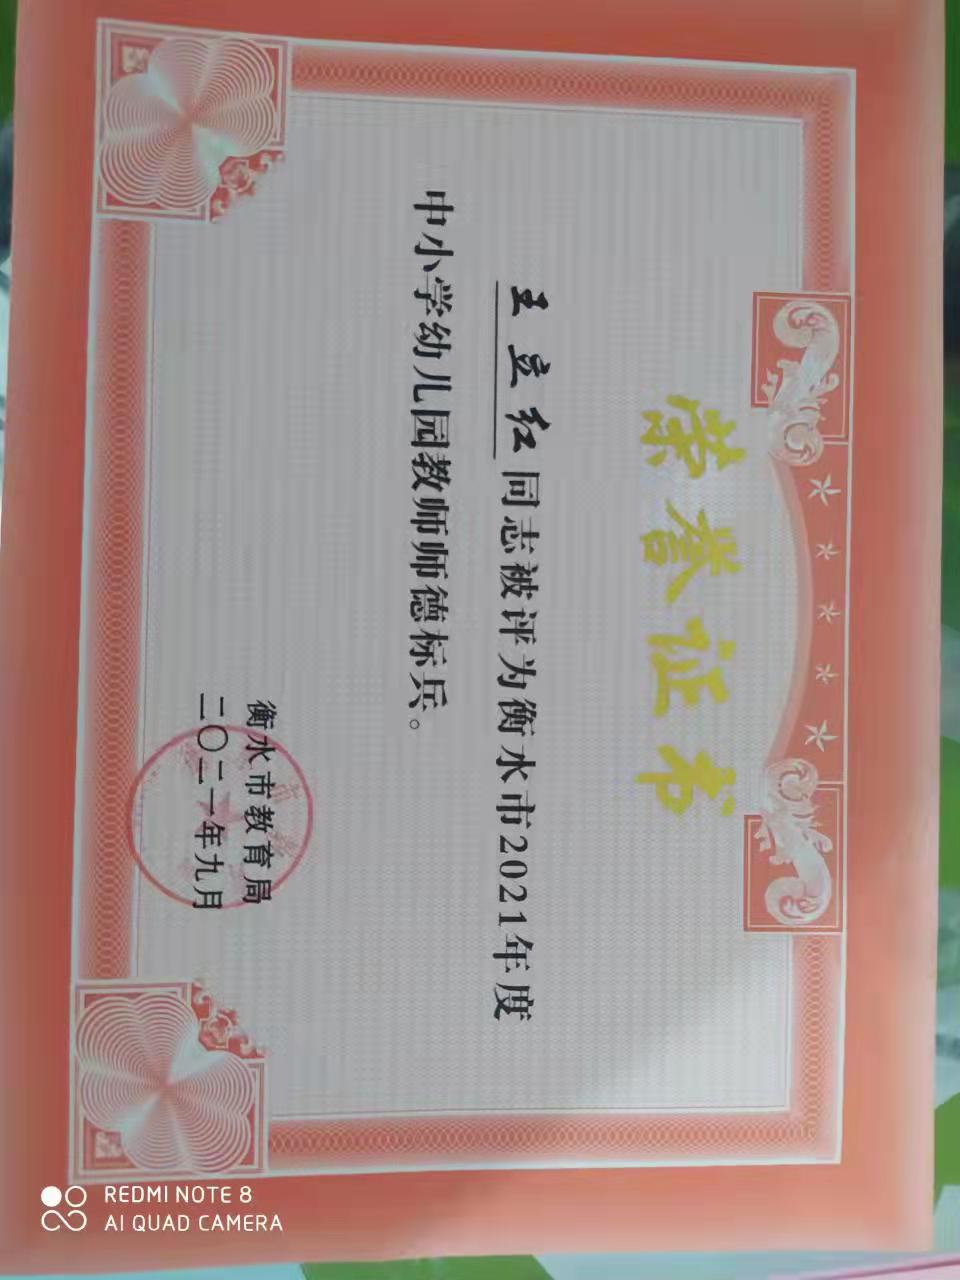 荣誉证书
王立红同志被评为衡水市2021年度
中小学幼儿园教师师德标兵。
衡水市教育局
二〇二一年九月
REDMI NOTE 8
AI QUAD CAMERA